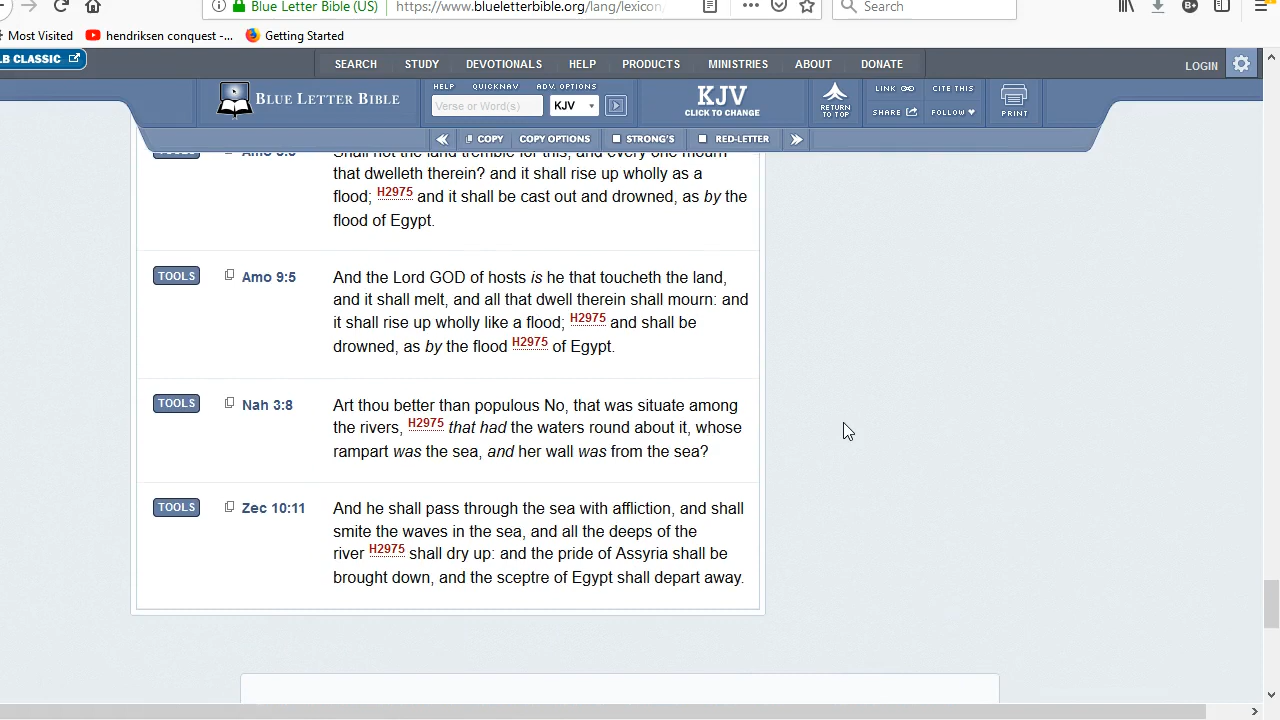 Blue Letter Bible (US) https://www.blueletterbible.org/lang/lexicon/ Search
Most Visited hendriksen conquest -... Getting Started
LB CLASSIC
SEARCH STUDY DEVOTIONALS HELP PRODUCTS MINISTRIES ABOUT DONATE LOGIN
BLUE LETTER BIBLE
HELP QUICKNAV ADV. OPTIONS
Verse or Word(s) KJV
KJV
CLICK TO CHANGE
RETURN
TO TOP
LINK CITE THIS
SHARE FOLLOW
PRINT
COPY COPY OPTIONS STRONG'S RED-LETTER
Shall not the land tremble for this, and every one mourn
that dwelleth therein? and it shall rise up wholly as a
flood; H2975 and it shall be cast out and drowned, as by the
flood of Egypt.
TOOLS Amo 9:5 And the Lord GOD of hosts is he that toucheth the land,
and it shall melt, and all that dwell therein shall mourn: and
it shall rise up wholly like a flood; H2975 and shall be
drowned, as by the flood H2975 of Egypt.
TOOLS Nah 3:8 Art thou better than populous No, that was situate among
the rivers, H2975 that had the waters round about it, whose
rampart was the sea, and her wall was from the sea?
TOOLS Zec 10:11 And he shall pass through the sea with affliction, and shall
smite the waves in the sea, and all the deeps of the
river H2975 shall dry up: and the pride of Assyria shall be
brought down, and the sceptre of Egypt shall depart away.